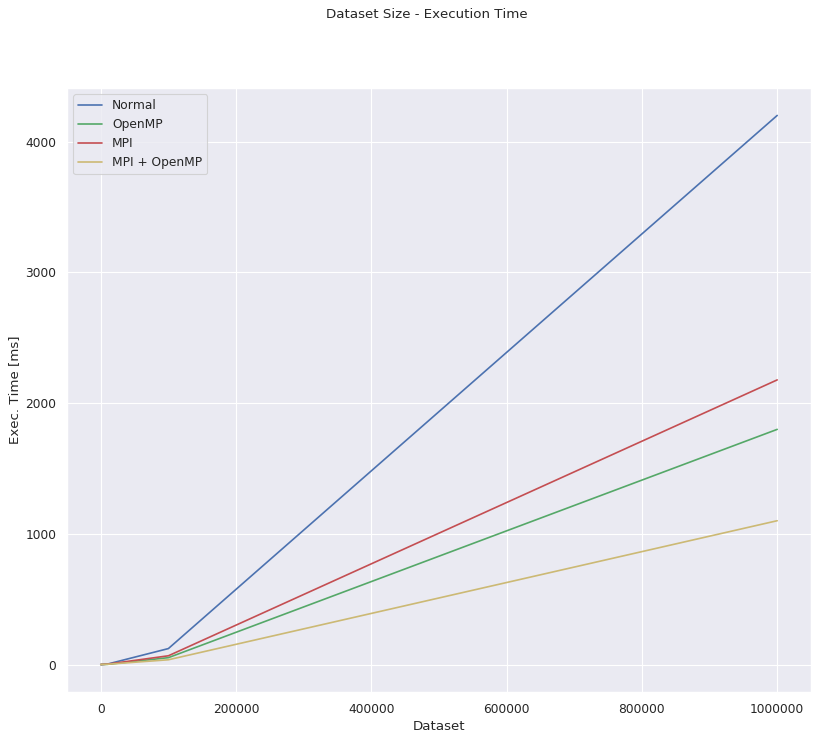 Dataset Size - Execution Time
Normal
OpenMP
MPI
MPI + OpenMP
4000
3000
2000
1000
0
Exec. Time [ms]
0 200000 400000 600000 800000 1000000
Dataset